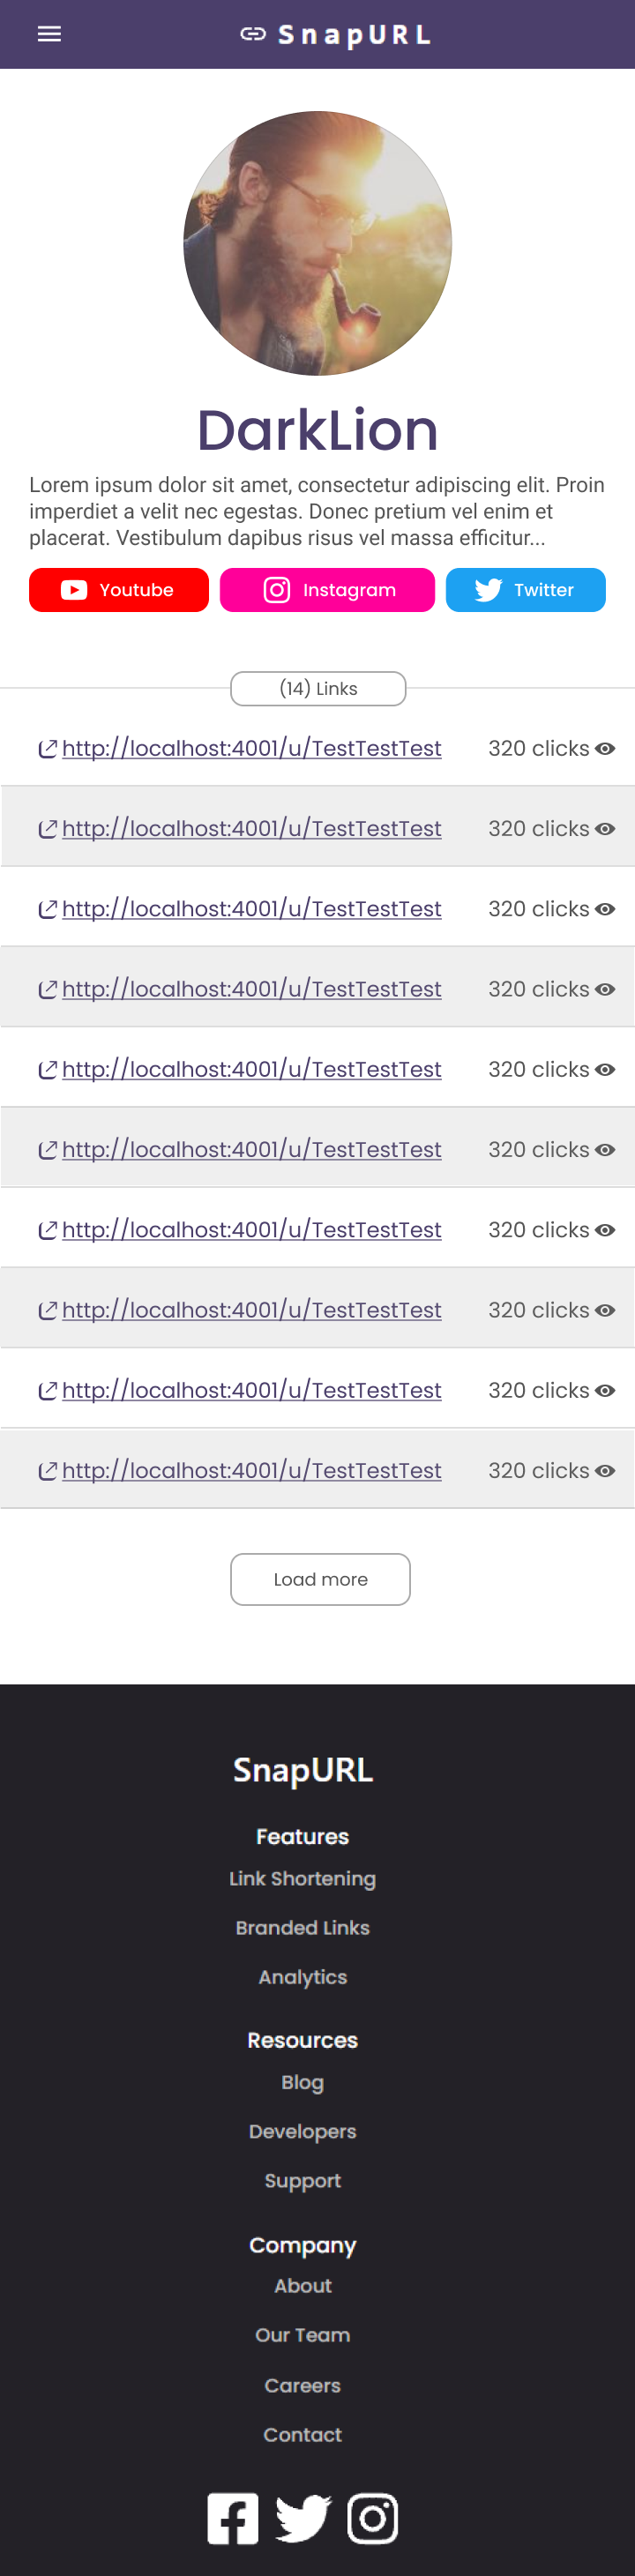 SnapURL
DarkLion
Lorem ipsum dolor sit amet, consectetur adipiscing elit. Proin
imperdiet a velit nec egestas. Donec pretium vel enim et
placerat. Vestibulum dapibus risus vel massa efficitur...
Youtube Instagram Twitter
(14) Links
http://localhost:4001/u/TestTestTest 320 clicks
http://localhost:4001/u/TestTestTest 320 clicks
http://localhost:4001/u/TestTestTest 320 clicks
http://localhost:4001/u/TestTestTest 320 clicks
http://localhost:4001/u/TestTestTest 320 clicks
http://localhost:4001/u/TestTestTest 320 clicks
http://localhost:4001/u/TestTestTest 320 clicks
http://localhost:4001/u/TestTestTest 320 clicks
http://localhost:4001/u/TestTestTest 320 clicks
http://localhost:4001/u/TestTestTest 320 clicks
Load more
SnapURL
Features
Link Shortening
Branded Links
Analytics
Resources
Blog
Developers
Support
Company
About
Our Team
Careers
Contact